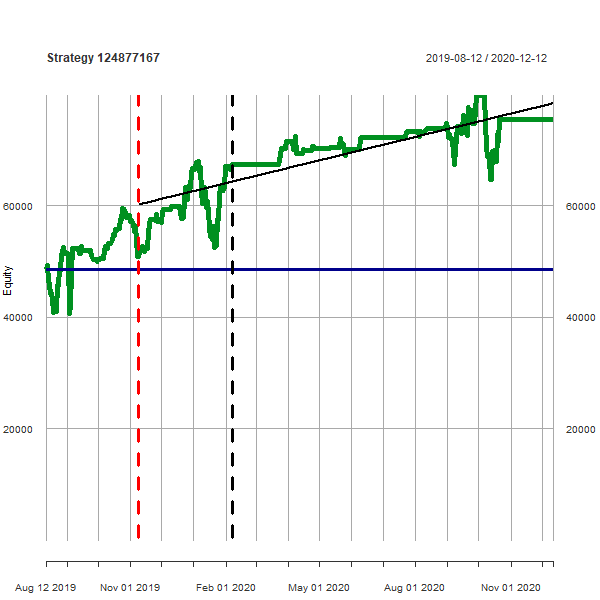 Strategy 124877167
2019-08-12 / 2020-12-12
60000
40000
20000
Equity
60000
40000
20000
Aug 12 2019
Nov 01 2019
Feb 01 2020
May 01 2020
Aug 01 2020
Nov 01 2020